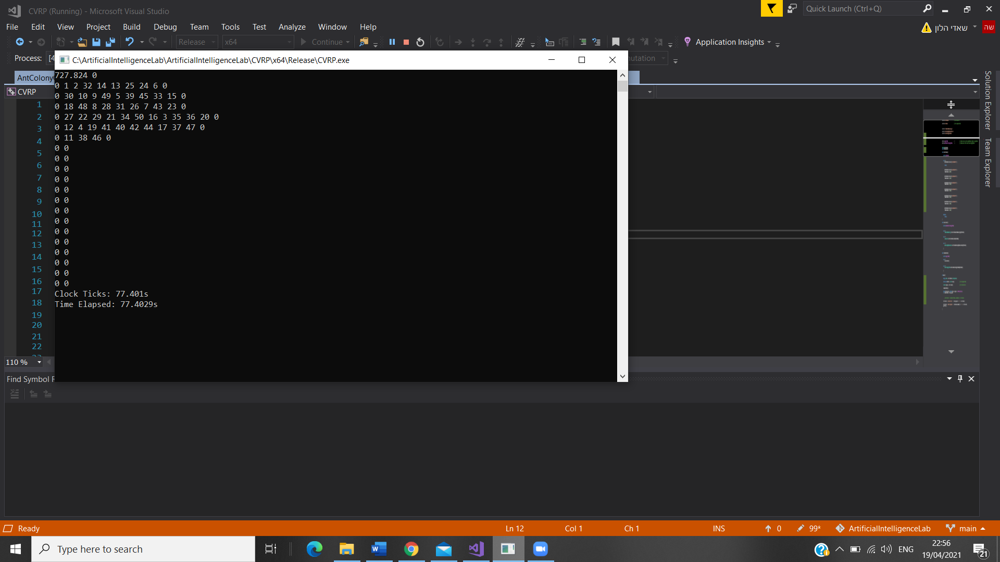 CVRP (Running) - Microsoft Visual Studio
Quick Launch (Ctrl+Q)
File Edit View Project Build Debug Team Tools Test Analyze Window Help
שאדי הלון שה
Release x64 Continue Application Insights
Process: [4
C:\ArtificialIntelligenceLab\ArtificialIntelligenceLab\CVRP\x64\Release\CVRP.exe
AntColony
CVRP
727.824 0
0 1 2 32 14 13 25 24 6 0
0 30 10 9 49 5 39 45 33 15 0
0 18 48 8 28 31 26 7 43 23 0
0 27 22 29 21 34 50 16 3 35 36 20 0
0 12 4 19 41 40 42 44 17 37 47 0
0 11 38 46 0
0 0
0 0
0 0
0 0
0 0
0 0
0 0
0 0
0 0
0 0
0 0
0 0
0 0
0 0
Clock Ticks: 77.401s
Time Elapsed: 77.4029s
1
2
3
4
5
6
7
8
9
10
11
12
13
14
15
16
17
18
19
20
21
22
Solution Explorer
Team Explorer
110 %
Find Symbol
Ready Ln 12 Col 1 Ch 1 INS 0 99* ArtificialIntelligenceLab main
Type here to search
ENG
22:56
19/04/2021
21